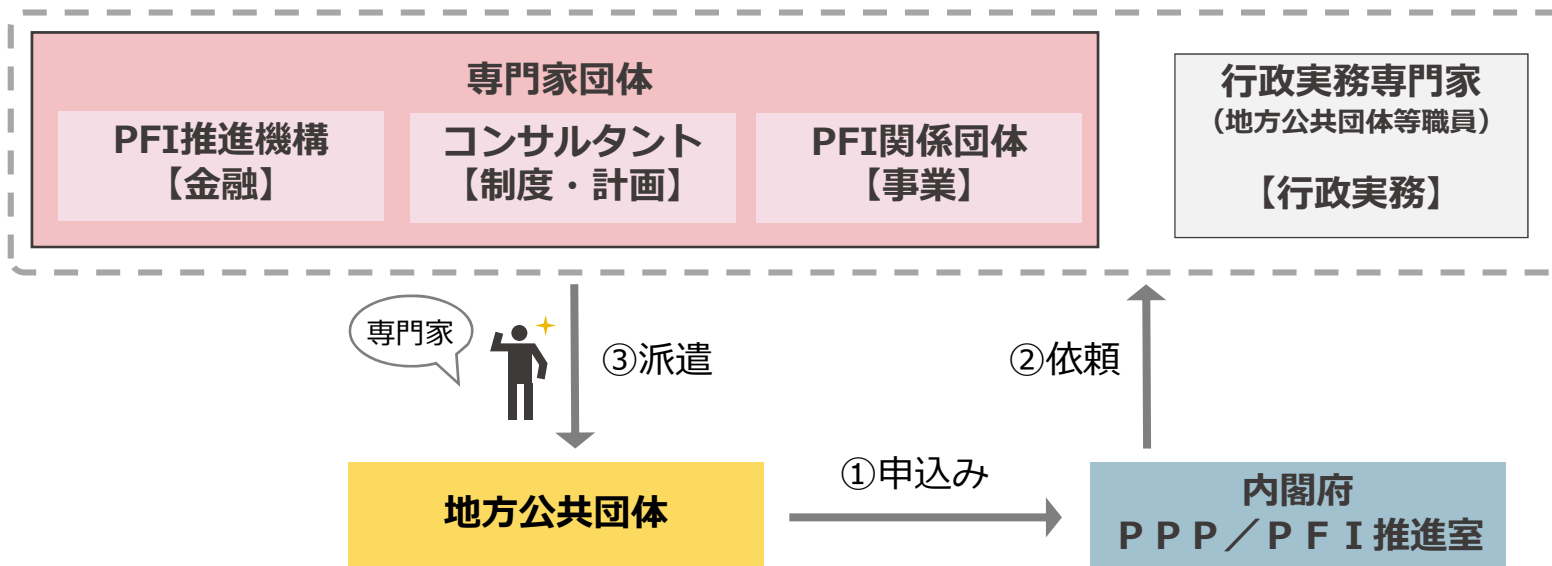 専門家団体
PFI推進機構
【金融】
コンサルタント
【制度・計画】
PFI関係団体
【事業】
行政実務専門家
（地方公共団体等職員）
【行政実務】
専門家
③派遣
②依頼
①申込み
地方公共団体
内閣府
ＰＰＰ／ＰＦＩ推進室